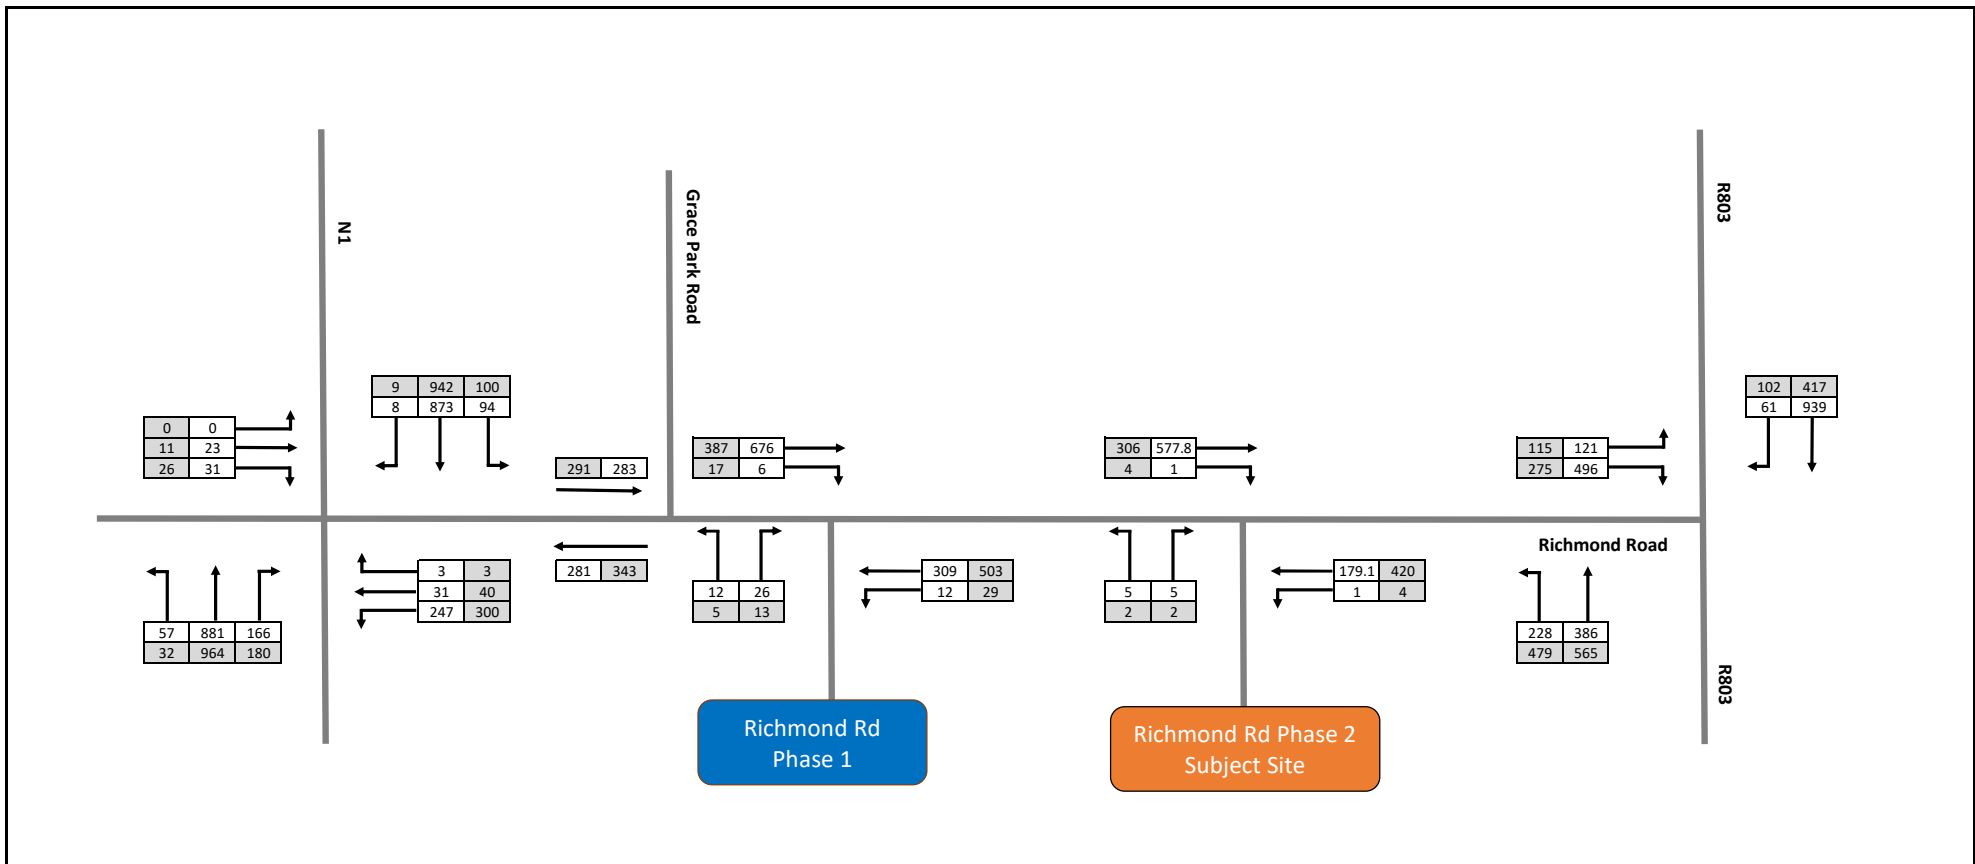 N1
Grace Park Road
R803
9 942 100
8 873 94
102 417
61 939
0 0
11 23
26 31
291 283
387 676
17 6
306 577.8
4 1
115 121
275 496
Richmond Road
3 3
31 40
247 300
281 343
12 26
5 13
309 503
12 29
5 5
2 2
179.1 420
1 4
57 881 166
32 964 180
228 386
479 565
R803
Richmond Rd
Phase 1
Richmond Rd Phase 2
Subject Site